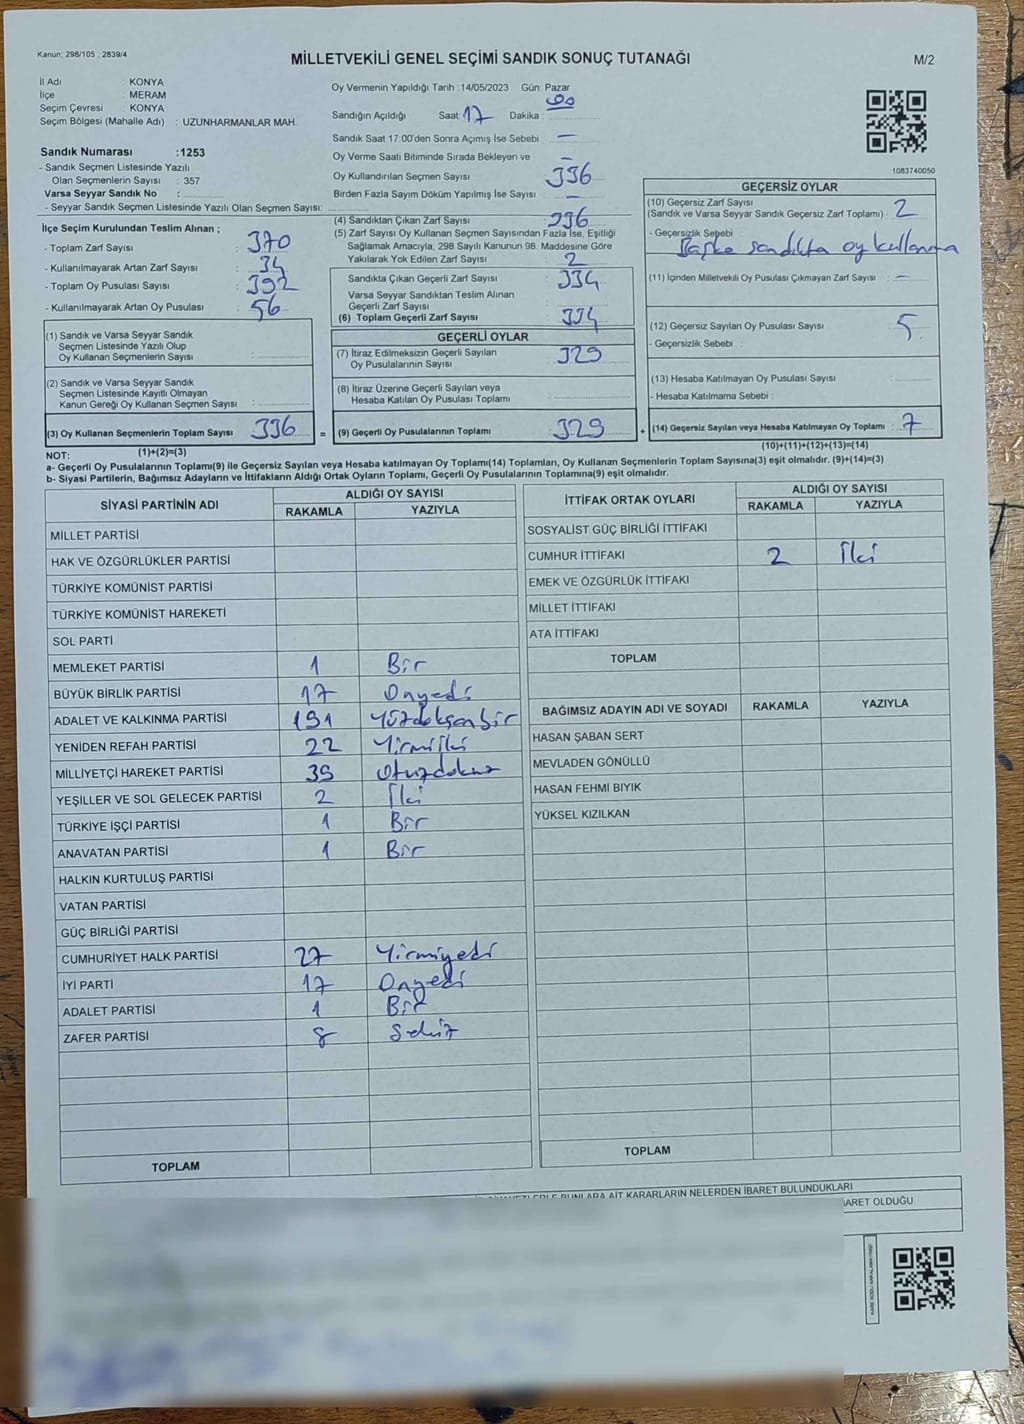 Kanun; 298/105 , 2839/4
MİLLETVEKİLİ GENEL SEÇİMİ SANDIK SONUÇ TUTANAĞI
M/2
İl Adı KONYA
İlçe : MERAM
Seçim Çevresi : KONYA
Seçim Bölgesi (Mahalle Adı) : UZUNHARMANLAR MAH.
Sandık Numarası :1253
- Sandık Seçmen Listesinde Yazılı
Olan Seçmenlerin Sayısı : 357
Varsa Seyyar Sandık No :
- Seyyar Sandık Seçmen Listesinde Yazılı Olan Seçmen Sayısı:
Oy Vermenin Yapıldığı Tarih : 14/05/2023 Gün: Pazar
Sandığın Açıldığı Saat: 17 Dakika : 00
Sandık Saat 17:00'den Sonra Açımış İse Sebebi : —
Oy Verme Saati Bitiminde Sırada Bekleyen ve : —
Oy Kullandırılan Seçmen Sayısı 336
Birden Fazla Sayım Döküm Yapılmış İse Sayısı : —
1083740050
İlçe Seçim Kurulundan Teslim Alınan ;
- Toplam Zarf Sayısı : 370
- Kullanılmayarak Artan Zarf Sayısı : 34
- Toplam Oy Pusulası Sayısı : 392
- Kullanılmayarak Artan Oy Pusulası : 56
(4) Sandıktan Çıkan Zarf Sayısı : 336
(5) Zarf Sayısı Oy Kullanan Seçmen Sayısından Fazla İse, Eşitliği
Sağlamak Amacıyla, 298 Sayılı Kanunun 98. Maddesine Göre
Yakılarak Yok Edilen Zarf Sayısı : 2
Sandıkta Çıkan Geçerli Zarf Sayısı : 334
Varsa Seyyar Sandıktan Teslim Alınan
Geçerli Zarf Sayısı
(6) Toplam Geçerli Zarf Sayısı : 334
GEÇERSİZ OYLAR
(10) Geçersiz Zarf Sayısı
(Sandık ve Varsa Seyyar Sandık Geçersiz Zarf Toplamı) : 2
- Geçersizlik Sebebi :
Başka sandıkta oy kullanma
(11) İçinden Milletvekili Oy Pusulası Çıkmayan Zarf Sayısı : —
(12) Geçersiz Sayılan Oy Pusulası Sayısı : 5
- Geçersizlik Sebebi :
(13) Hesaba Katılmayan Oy Pusulası Sayısı :
- Hesaba Katılmama Sebebi :
(14) Geçersiz Sayılan veya Hesaba Katılmayan Oy Toplamı : 7
(10)+(11)+(12)+(13)=(14)
(1) Sandık ve Varsa Seyyar Sandık
Seçmen Listesinde Yazılı Olup
Oy Kullanan Seçmenlerin Sayısı :
(2) Sandık ve Varsa Seyyar Sandık
Seçmen Listesinde Kayıtlı Olmayan
Kanun Gereği Oy Kullanan Seçmen Sayısı :
(3) Oy Kullanan Seçmenlerin Toplam Sayısı : 336 =
(1)+(2)=(3)
GEÇERLİ OYLAR
(7) İtiraz Edilmeksizin Geçerli Sayılan
Oy Pusulalarının Sayısı : 329
(8) İtiraz Üzerine Geçerli Sayılan veya
Hesaba Katılan Oy Pusulası Toplamı :
(9) Geçerli Oy Pusulalarının Toplamı : 329 +
NOT:
a- Geçerli Oy Pusulalarının Toplamı(9) ile Geçersiz Sayılan veya Hesaba katılmayan Oy Toplamı(14) Toplamları, Oy Kullanan Seçmenlerin Toplam Sayısına(3) eşit olmalıdır. (9)+(14)=(3)
b- Siyasi Partilerin, Bağımsız Adayların ve İttifakların Aldığı Ortak Oyların Toplamı, Geçerli Oy Pusulalarının Toplamına(9) eşit olmalıdır.
SİYASİ PARTİNİN ADI ALDIĞI OY SAYISI
RAKAMLA YAZIYLA
MİLLET PARTİSİ
HAK VE ÖZGÜRLÜKLER PARTİSİ
TÜRKİYE KOMÜNİST PARTİSİ
TÜRKİYE KOMÜNİST HAREKETİ
SOL PARTİ
MEMLEKET PARTİSİ 1 Bir
BÜYÜK BİRLİK PARTİSİ 17 Onyedi
ADALET VE KALKINMA PARTİSİ 191 Yüzdoksanbir
YENİDEN REFAH PARTİSİ 22 Yirmiiki
MİLLİYETÇİ HAREKET PARTİSİ 39 Otuzdokuz
YEŞİLLER VE SOL GELECEK PARTİSİ 2 İki
TÜRKİYE İŞÇİ PARTİSİ 1 Bir
ANAVATAN PARTİSİ 1 Bir
HALKIN KURTULUŞ PARTİSİ
VATAN PARTİSİ
GÜÇ BİRLİĞİ PARTİSİ
CUMHURİYET HALK PARTİSİ 27 Yirmiyedi
İYİ PARTİ 17 Onyedi
ADALET PARTİSİ 1 Bir
ZAFER PARTİSİ 8 Sekiz
TOPLAM
İTTİFAK ORTAK OYLARI ALDIĞI OY SAYISI
RAKAMLA YAZIYLA
SOSYALİST GÜÇ BİRLİĞİ İTTİFAKI
CUMHUR İTTİFAKI 2 İki
EMEK VE ÖZGÜRLÜK İTTİFAKI
MİLLET İTTİFAKI
ATA İTTİFAKI
TOPLAM
BAĞIMSIZ ADAYIN ADI VE SOYADI RAKAMLA YAZIYLA
HASAN ŞABAN SERT
MEVLADEN GÖNÜLLÜ
HASAN FEHMİ BIYIK
YÜKSEL KIZILKAN
TOPLAM
BUNLARA AİT KARARLARIN NELERDEN İBARET BULUNDUKLARI
OLDUĞU